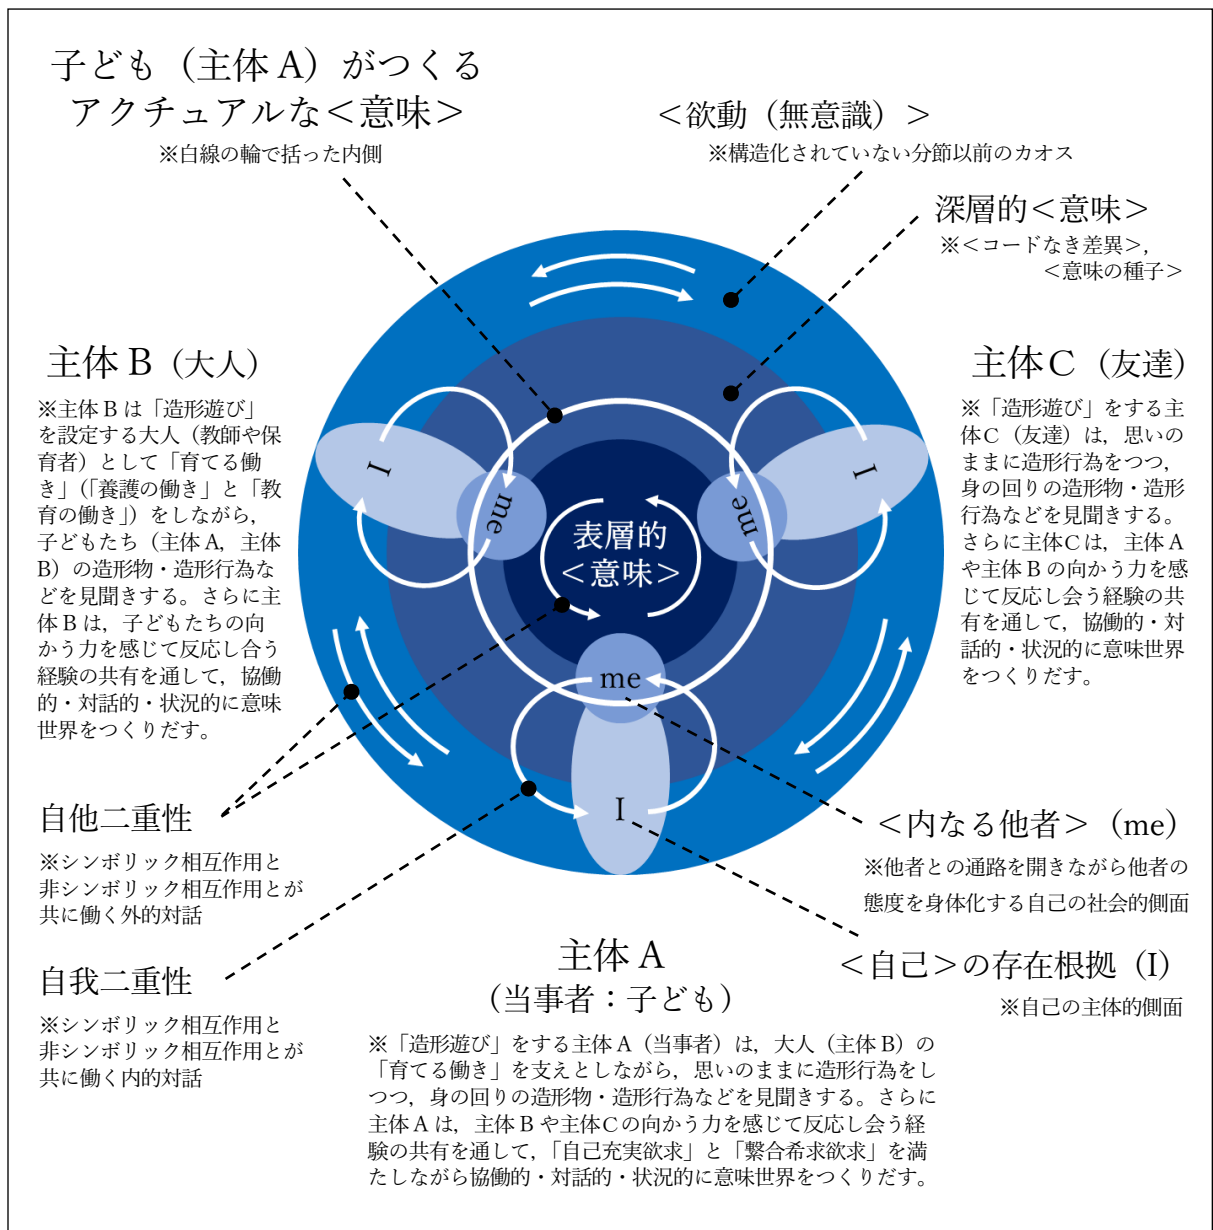 子ども（主体 A）がつくる
アクチュアルな＜意味＞
※白線の輪で括った内側
＜欲動（無意識）＞
※構造化されていない分節以前のカオス
深層的＜意味＞
※＜コードなき差異＞，
＜意味の種子＞
主体 B（大人）
※主体 B は「造形遊び」
を設定する大人（教師や保
育者）として「育てる働
き」（「養護の働き」と「教
育の働き」）をしながら，
子どもたち（主体 A，主体
B）の造形物・造形行為な
どを見聞きする。さらに主
体 B は，子どもたちの向
かう力を感じて反応し合う
経験の共有を通して，協働
的・対話的・状況的に意味
世界をつくりだす。
主体Ｃ（友達）
※「造形遊び」をする主
体Ｃ（友達）は，思いの
ままに造形行為をつつ，
身の回りの造形物・造形
行為などを見聞きする。
さらに主体Ｃは，主体 A
や主体 B の向かう力を感
じて反応し会う経験の共
有を通して，協働的・対
話的・状況的に意味世界
をつくりだす。
I
me
I
me
表層的
＜意味＞
me
I
自他二重性
※シンボリック相互作用と
非シンボリック相互作用とが
共に働く外的対話
自我二重性
※シンボリック相互作用と
非シンボリック相互作用とが
共に働く内的対話
＜内なる他者＞（me）
※他者との通路を開きながら他者の
態度を身体化する自己の社会的側面
＜自己＞の存在根拠（I）
※自己の主体的側面
主体 A
（当事者：子ども）
※「造形遊び」をする主体 A（当事者）は，大人（主体 B）の
「育てる働き」を支えとしながら，思いのままに造形行為をし
つつ，身の回りの造形物・造形行為などを見聞きする。さらに
主体 A は，主体 B や主体Ｃの向かう力を感じて反応し会う経
験の共有を通して，「自己充実欲求」と「繋合希求欲求」を満
たしながら協働的・対話的・状況的に意味世界をつくりだす。